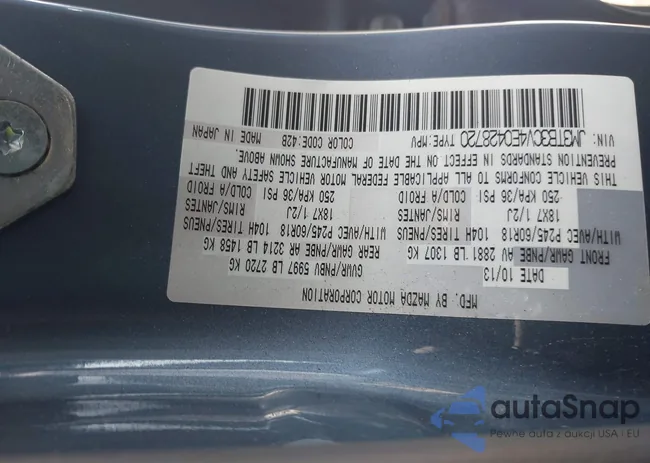 MFD. BY MAZDA MOTOR CORPORATION
DATE 10/13 GVWR/PNBV 5997 LB 2720 KG
FRONT GAWR/PNBE AV 2881 LB 1307 KG REAR GAWR/PNBE AR 3214 LB 1458 KG
WITH/AVEC P245/60R18 104H TIRES/PNEUS WITH/AVEC P245/60R18 104H TIRES/PNEUS
18X7 1/2J RIMS/JANTES 18X7 1/2J RIMS/JANTES
250 KPA/36 PSI COLD/A FROID 250 KPA/36 PSI COLD/A FROID
THIS VEHICLE CONFORMS TO ALL APPLICABLE FEDERAL MOTOR VEHICLE SAFETY AND THEFT
PREVENTION STANDARDS IN EFFECT ON THE DATE OF MANUFACTURE SHOWN ABOVE.
VIN: JM3TB3CV4E0428720 TYPE:MPV COLOR CODE:42B MADE IN JAPAN
autaSnap
Pewne auta z aukcji USA i EU